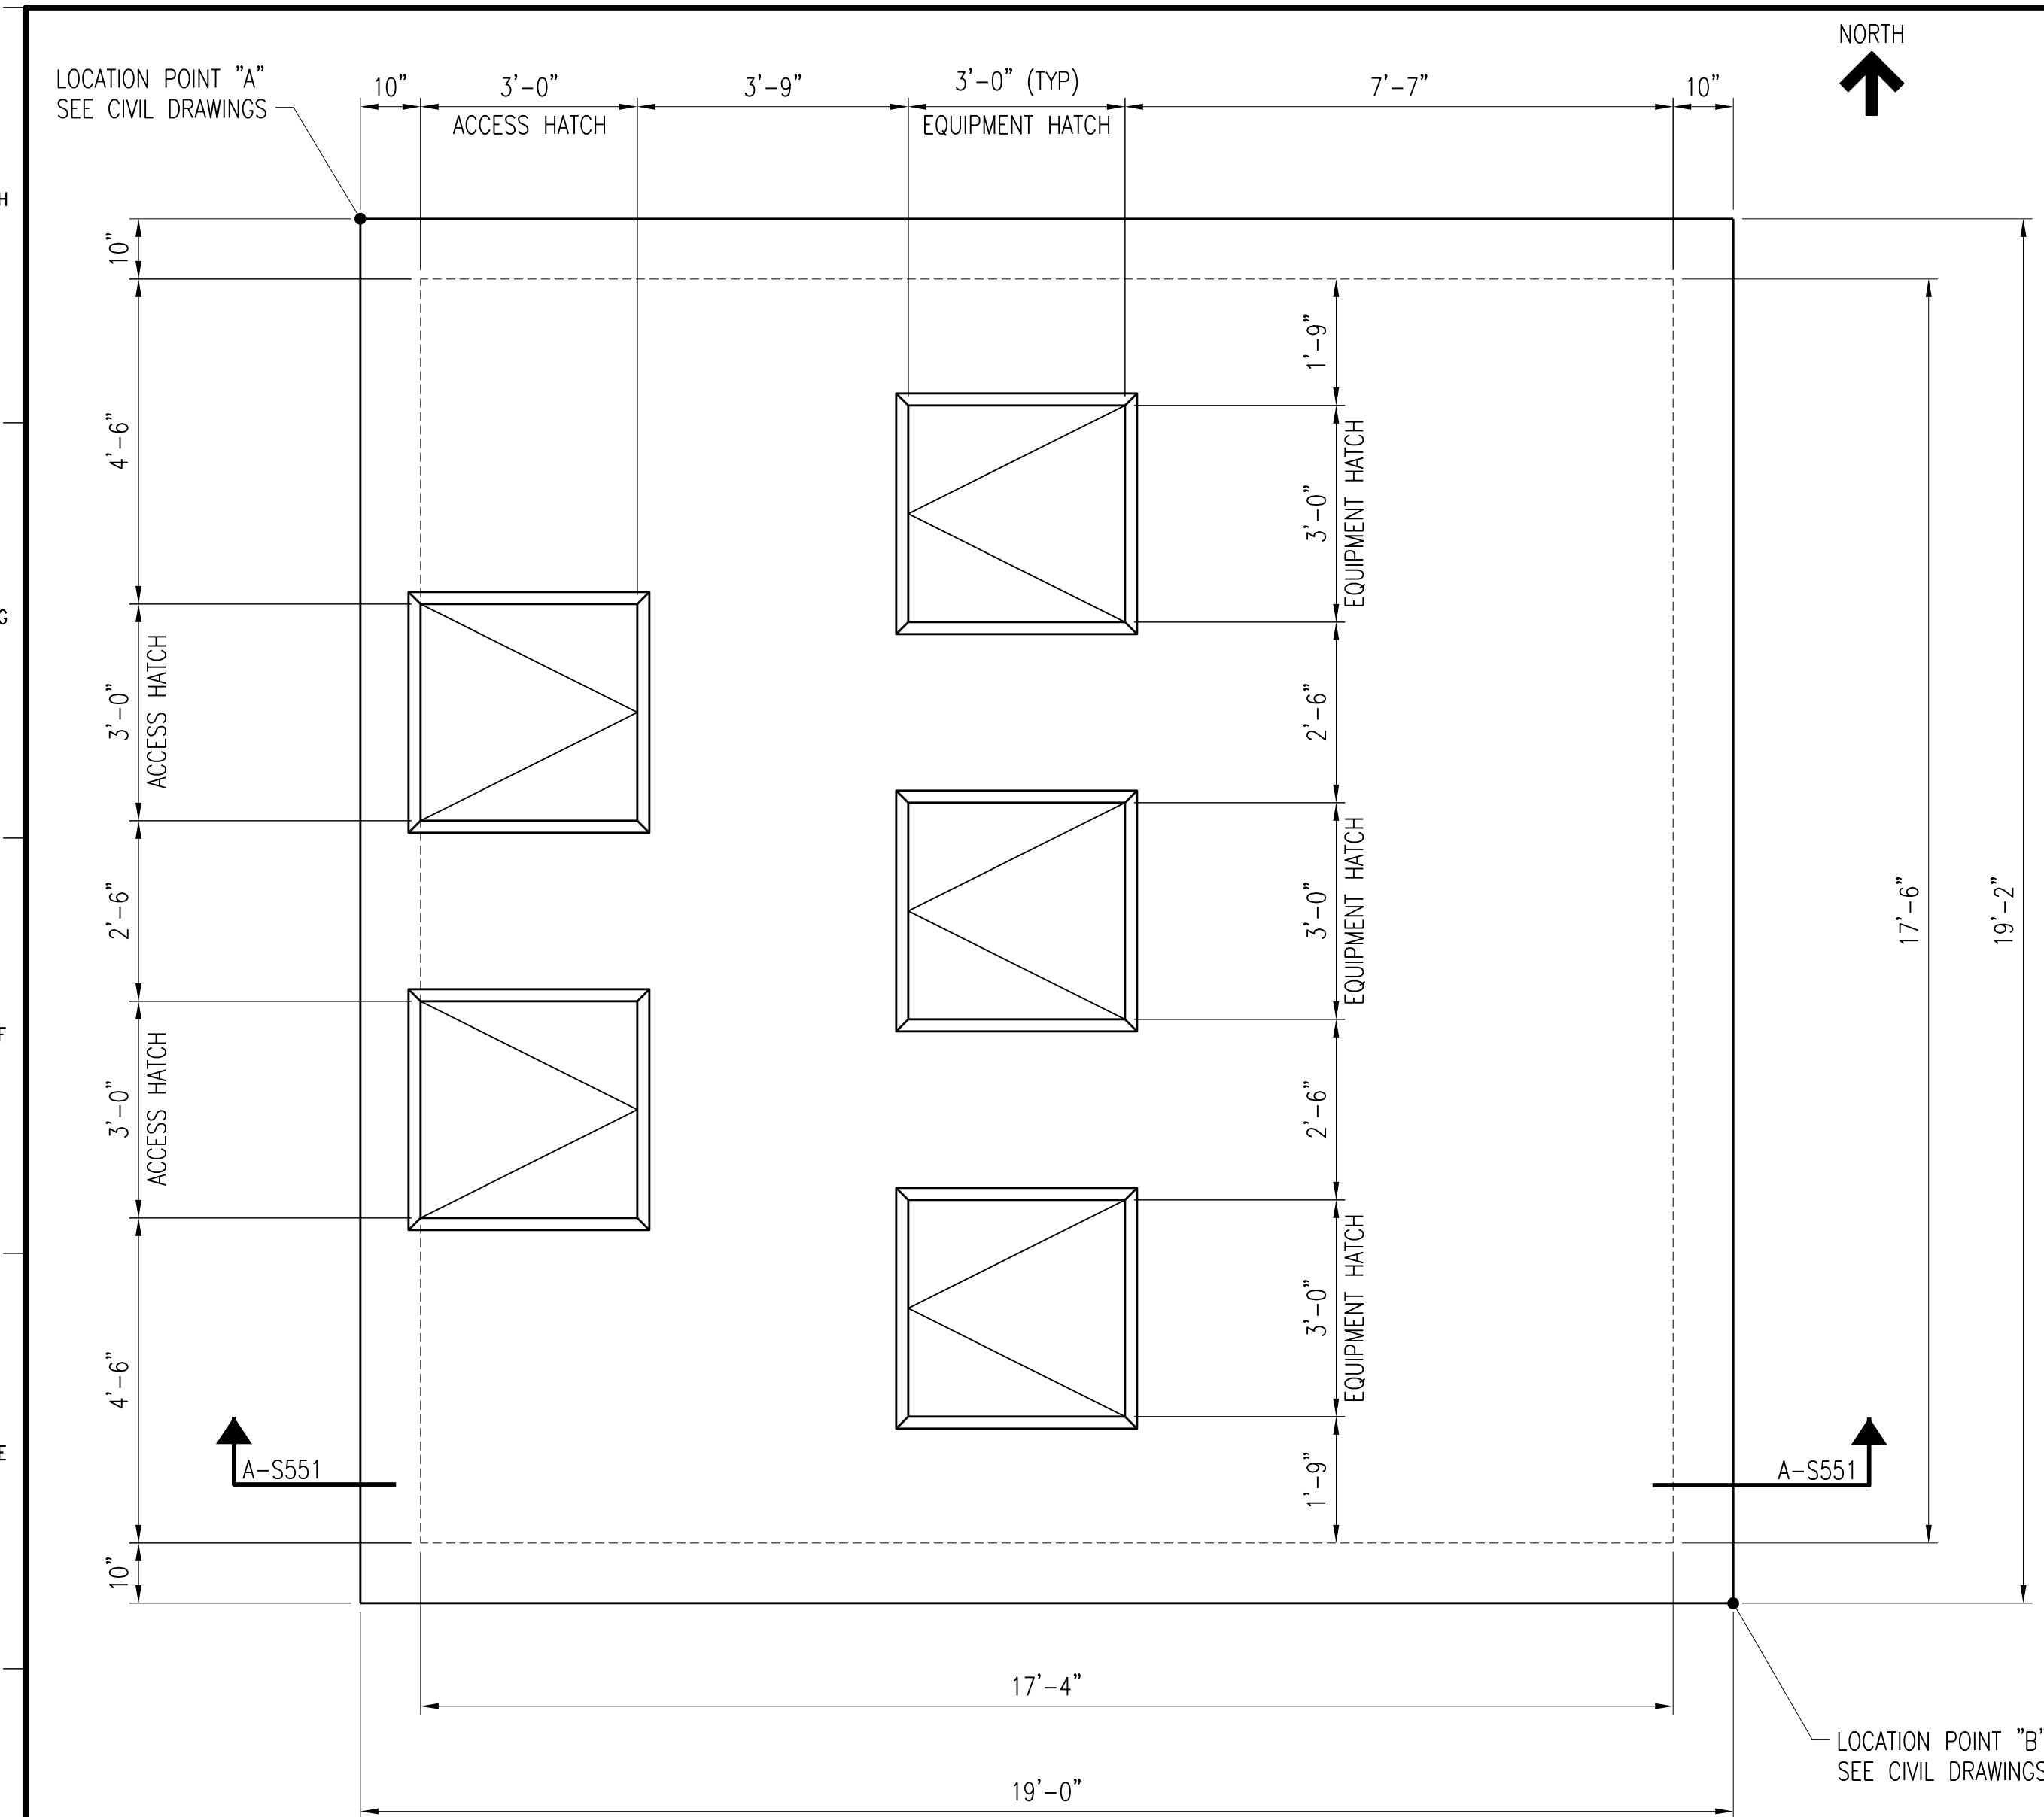 NORTH
LOCATION POINT "A"
SEE CIVIL DRAWINGS
10"
3'-0"
3'-9"
3'-0" (TYP)
7'-7"
10"
ACCESS HATCH
EQUIPMENT HATCH
H
10"
1'-9"
4'-6"
3'-0"
EQUIPMENT HATCH
G
3'-0"
ACCESS HATCH
2'-6"
2'-6"
3'-0"
EQUIPMENT HATCH
17'-6"
19'-2"
F
3'-0"
ACCESS HATCH
2'-6"
3'-0"
EQUIPMENT HATCH
4'-6"
E
A-S551
A-S551
1'-9"
10"
17'-4"
LOCATION POINT "B"
SEE CIVIL DRAWINGS
19'-0"